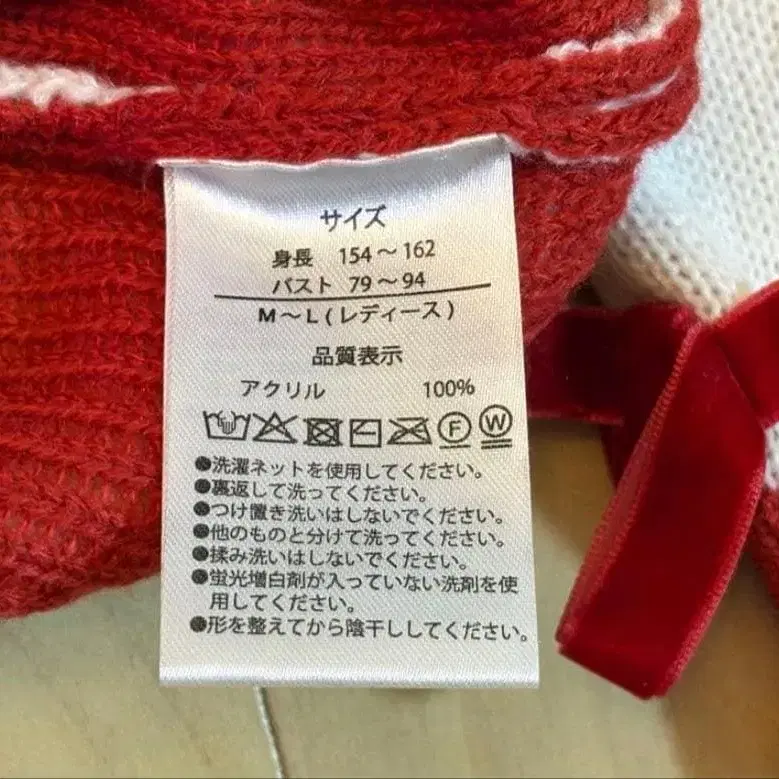 サイズ
身長 154～162
バスト 79～94
M～L(レディース)
品質表示
アクリル 100%
F W
●洗濯ネットを使用してください。
●裏返して洗ってください。
●つけ置き洗いはしないでください。
●他のものと分けて洗ってください。
●揉み洗いはしないでください。
●蛍光増白剤が入っていない洗剤を使
用してください。
●形を整えてから陰干ししてください。